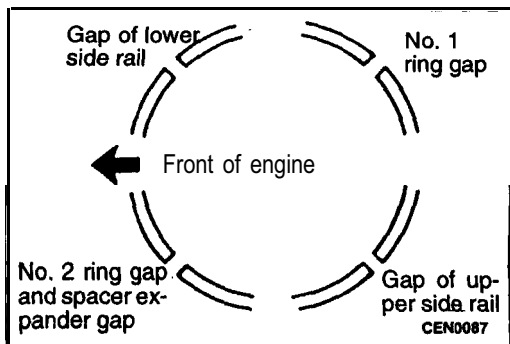 Gap of lower
side rail
No. 1
ring gap
Front of engine
No. 2 ring gap
and spacer ex-
pander gap
Gap of up-
per side rail
CEN0087